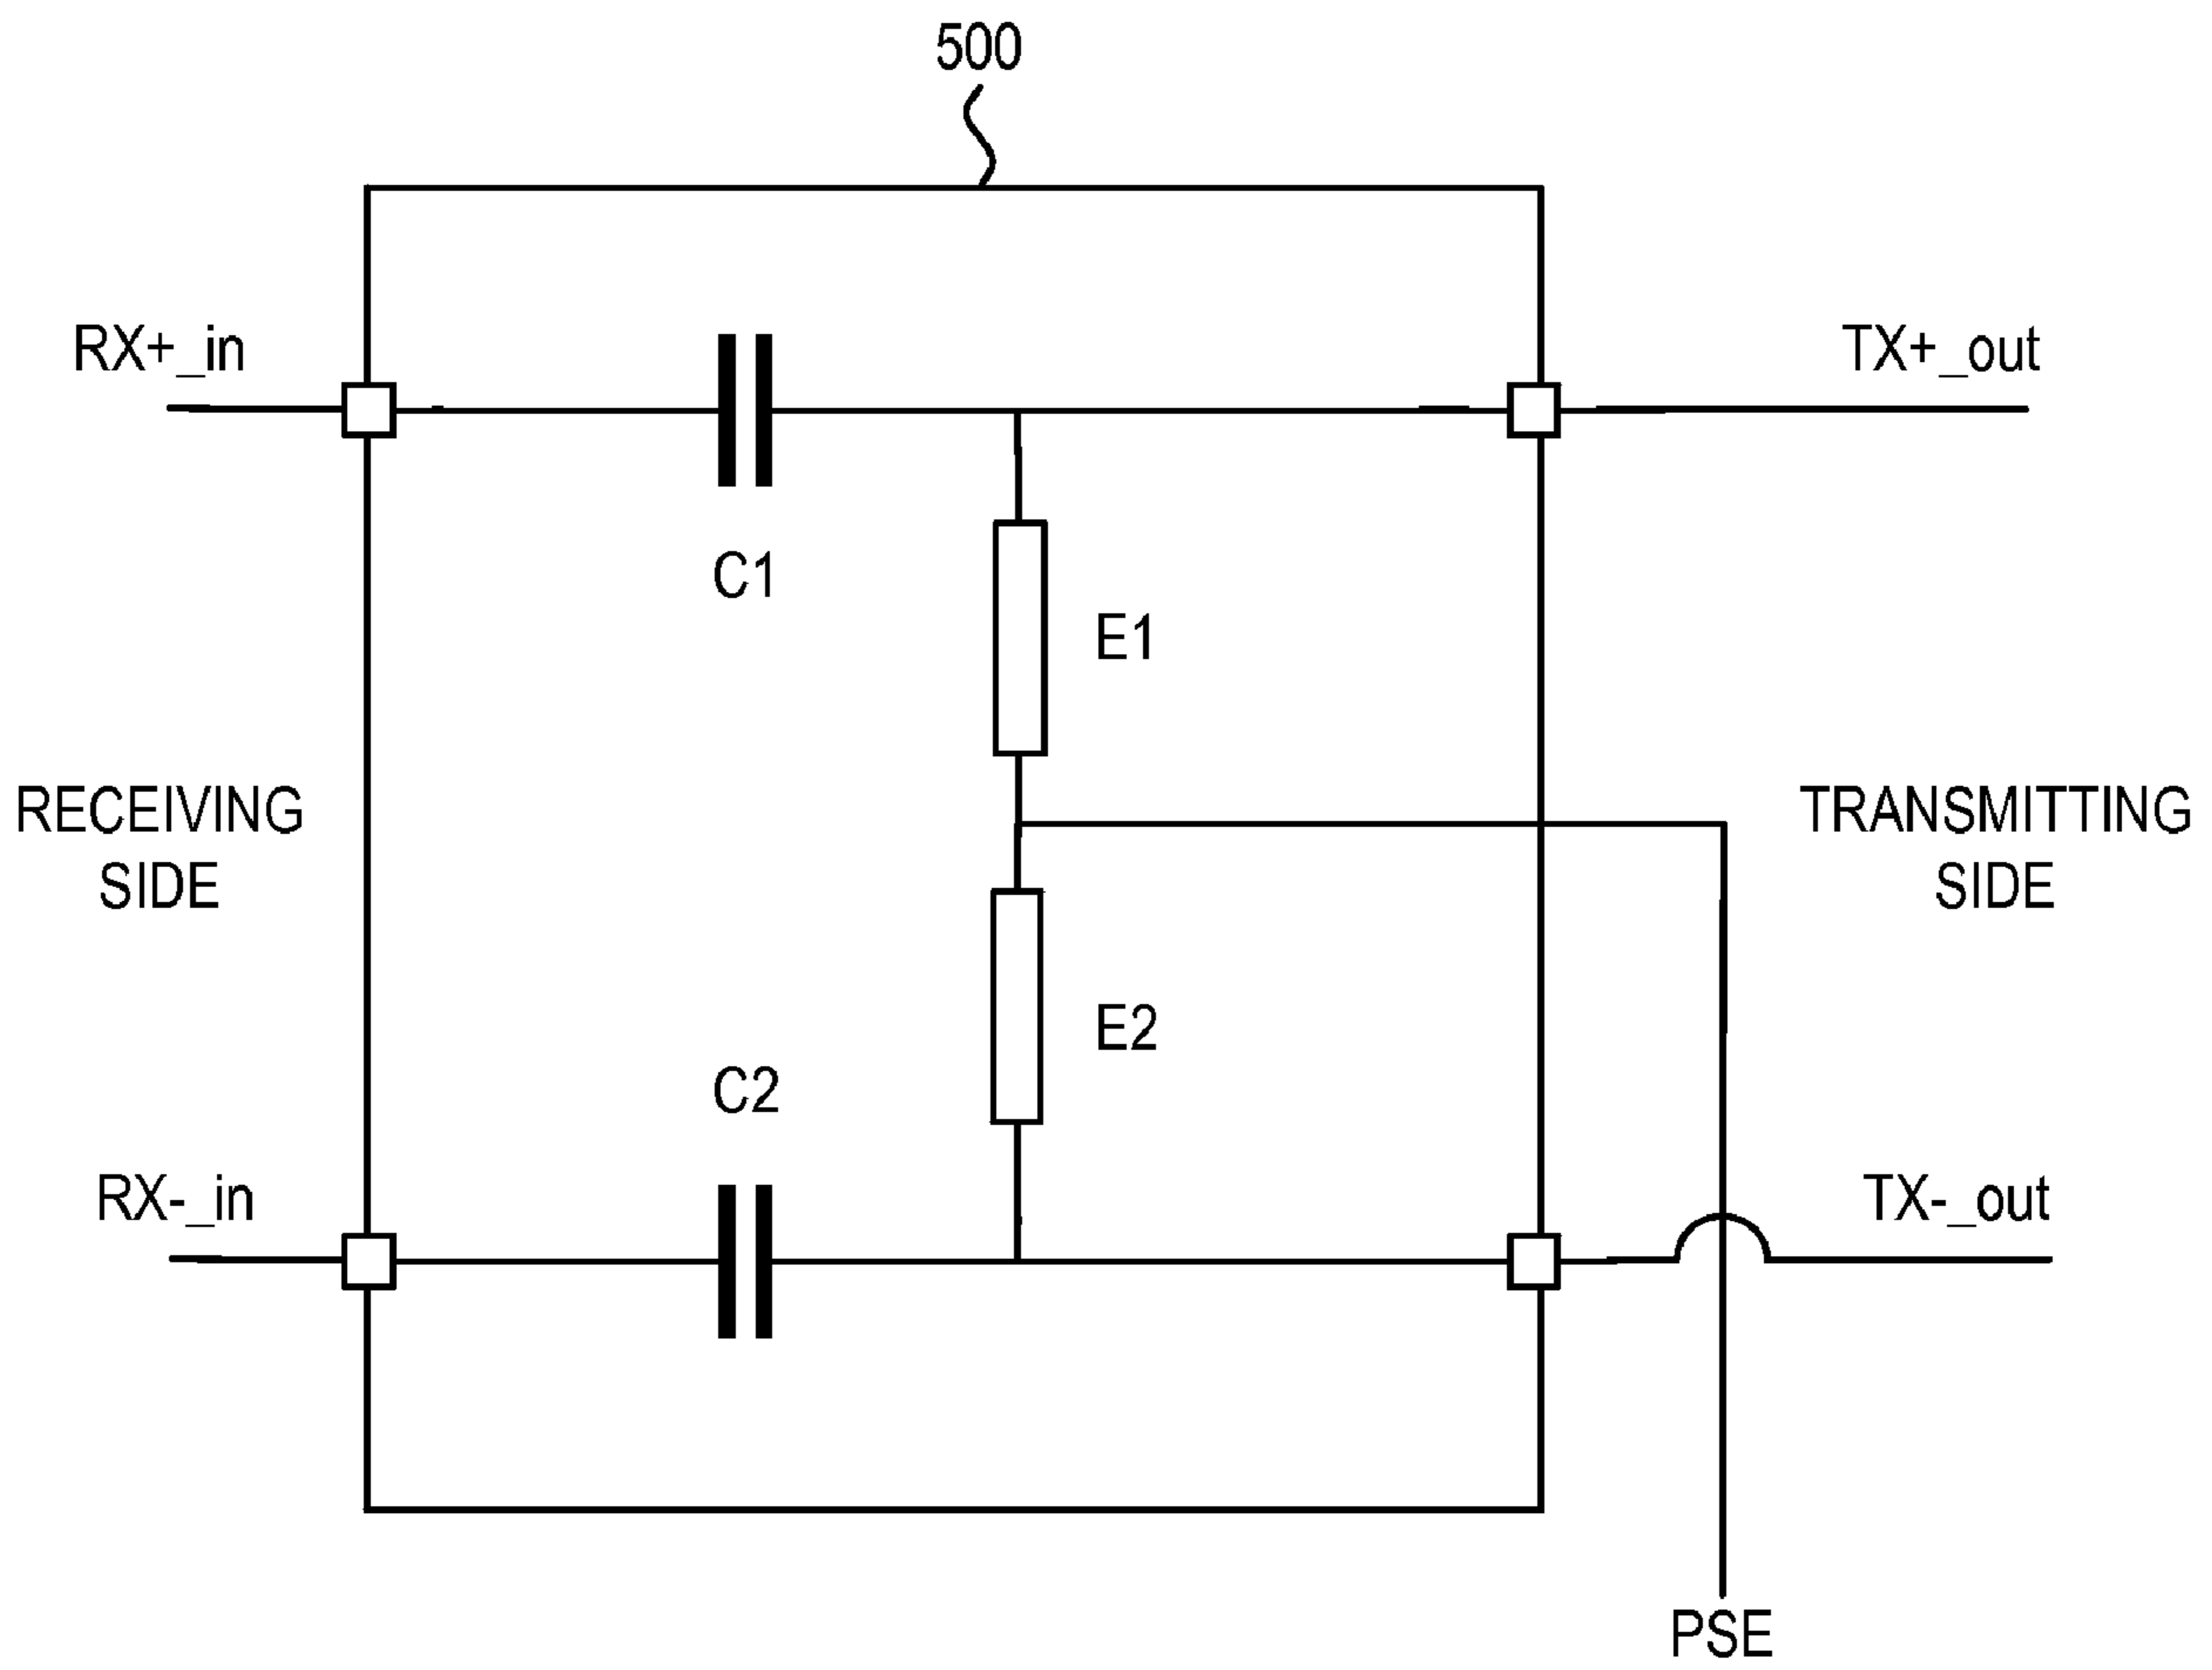 500
RX+_in
TX+_out
C1
E1
RECEIVING
SIDE
TRANSMITTING
SIDE
E2
C2
RX-_in
TX-_out
PSE